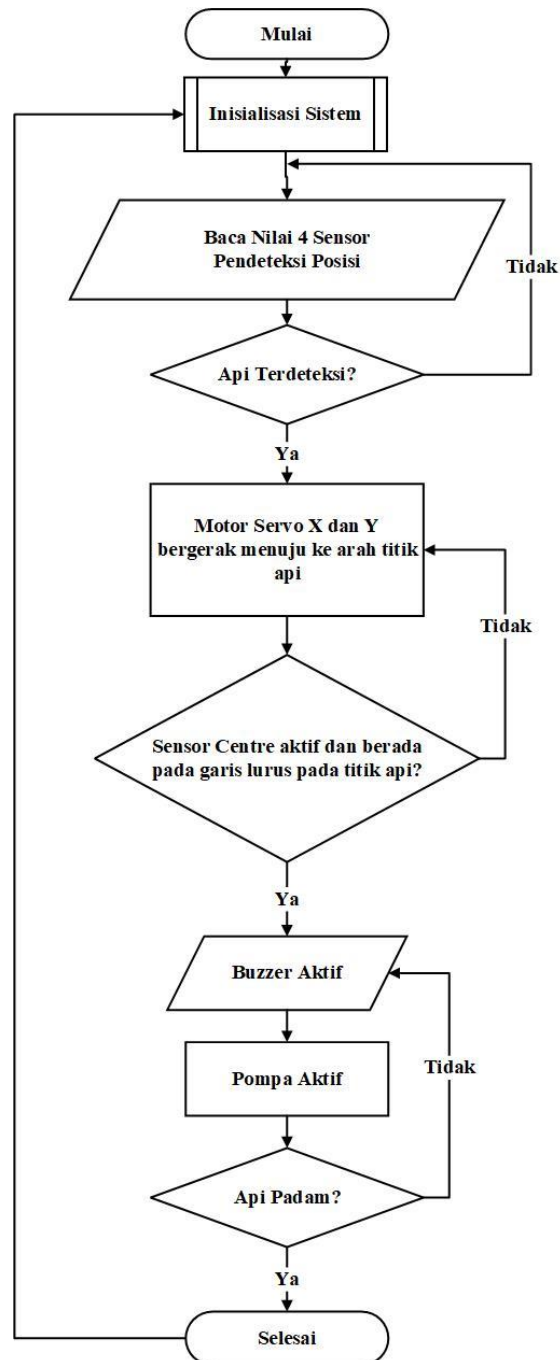 Mulai
Inisialisasi Sistem
Baca Nilai 4 Sensor
Pendeteksi Posisi
Tidak
Api Terdeteksi?
Ya
Motor Servo X dan Y
bergerak menuju ke arah titik
api
Tidak
Sensor Centre aktif dan berada
pada garis lurus pada titik api?
Ya
Buzzer Aktif
Pompa Aktif
Tidak
Api Padam?
Ya
Selesai